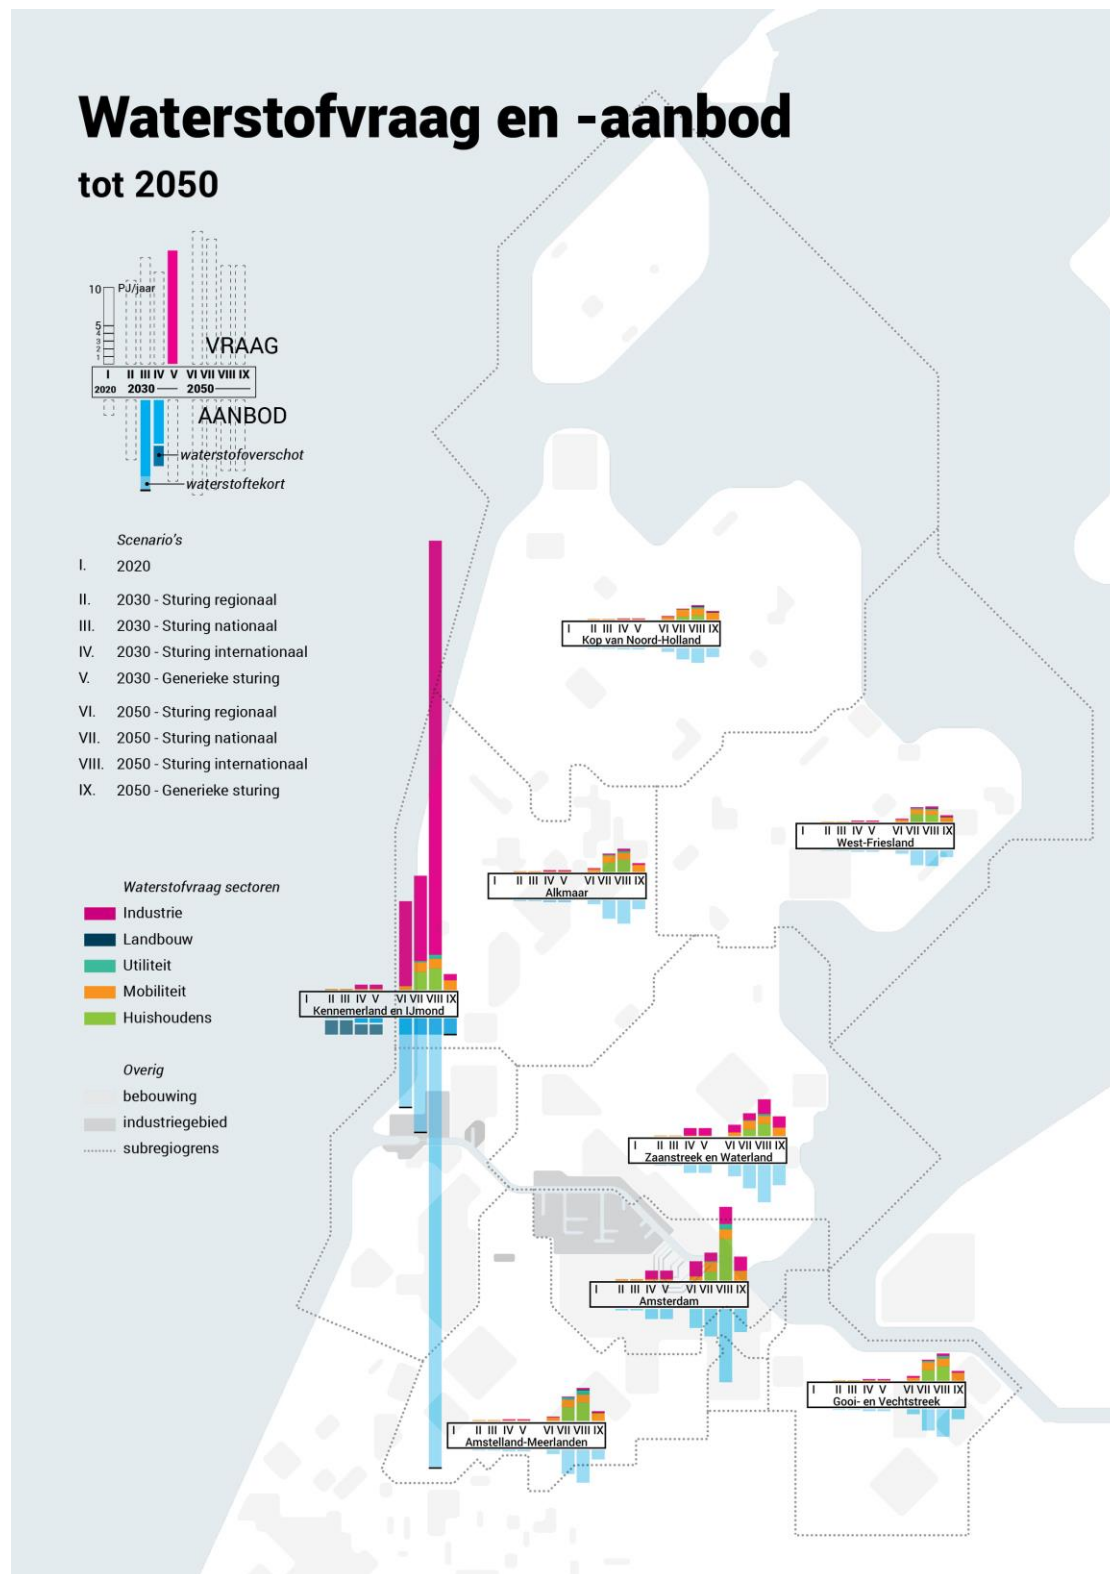 Waterstofvraag en -aanbod
tot 2050
10 PJ/jaar
5
4
3
2
1
VRAAG
I II III IV V VI VII VIII IX
2020 2030 2050
AANBOD
waterstofoverschot
waterstoftekort
Scenario's
I. 2020
II. 2030 - Sturing regionaal
III. 2030 - Sturing nationaal
IV. 2030 - Sturing internationaal
V. 2030 - Generieke sturing
VI. 2050 - Sturing regionaal
VII. 2050 - Sturing nationaal
VIII. 2050 - Sturing internationaal
IX. 2050 - Generieke sturing
Waterstofvraag sectoren
Industrie
Landbouw
Utiliteit
Mobiliteit
Huishoudens
Overig
bebouwing
industriegebied
subregiogrens
I II III IV V VI VII VIII IX
Kop van Noord-Holland
I II III IV V VI VII VIII IX
West-Friesland
I II III IV V VI VII VIII IX
Alkmaar
I II III IV V VI VII VIII IX
Kennemerland en IJmond
I II III IV V VI VII VIII IX
Zaanstreek en Waterland
I II III IV V VI VII VIII IX
Amsterdam
I II III IV V VI VII VIII IX
Gooi- en Vechtstreek
I II III IV V VI VII VIII IX
Amstelland-Meerlanden